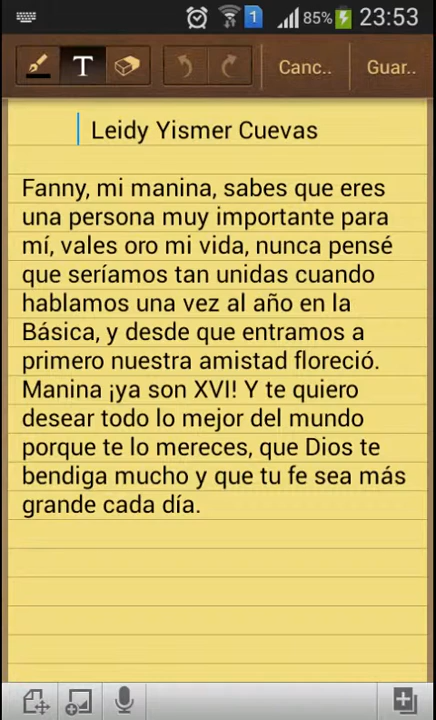 1 85% 23:53
T Canc.. Guar..
Leidy Yismer Cuevas
Fanny, mi manina, sabes que eres
una persona muy importante para
mí, vales oro mi vida, nunca pensé
que seríamos tan unidas cuando
hablamos una vez al año en la
Básica, y desde que entramos a
primero nuestra amistad floreció.
Manina ¡ya son XVI! Y te quiero
desear todo lo mejor del mundo
porque te lo mereces, que Dios te
bendiga mucho y que tu fe sea más
grande cada día.